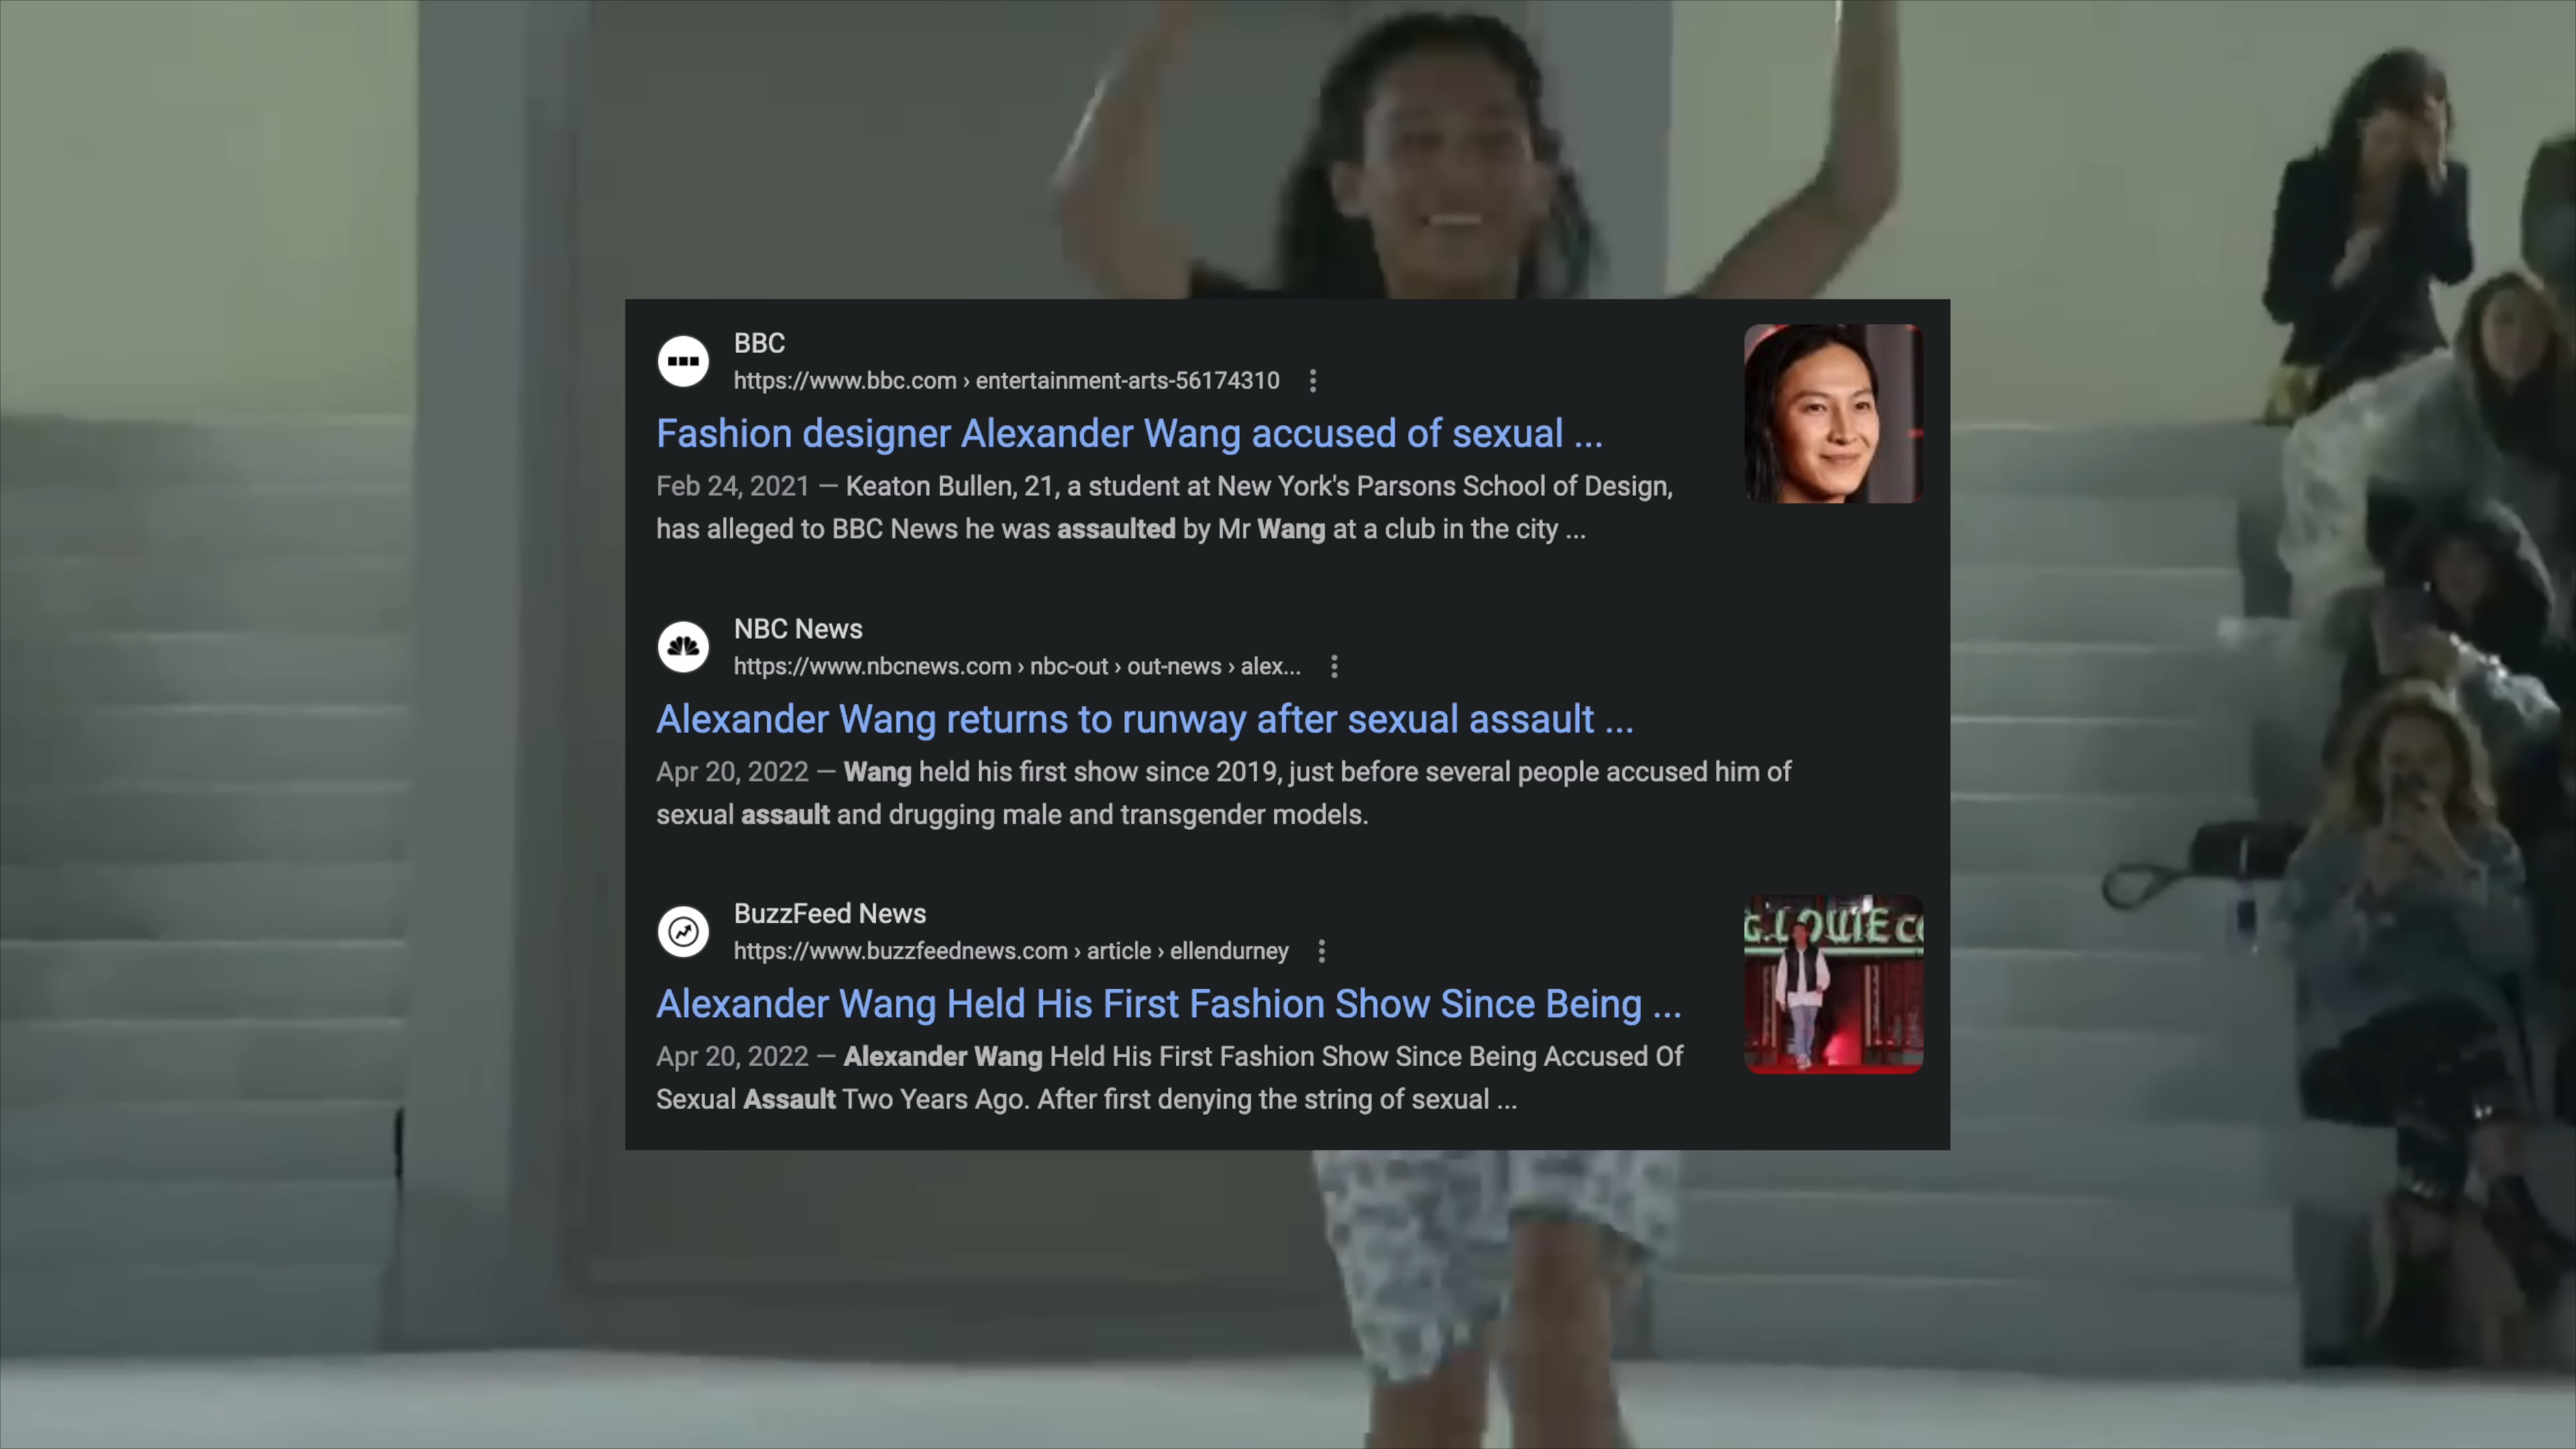 BBC
https://www.bbc.com › entertainment-arts-56174310
Fashion designer Alexander Wang accused of sexual ...
Feb 24, 2021 — Keaton Bullen, 21, a student at New York's Parsons School of Design,
has alleged to BBC News he was assaulted by Mr Wang at a club in the city ...
NBC News
https://www.nbcnews.com › nbc-out › out-news › alex...
Alexander Wang returns to runway after sexual assault ...
Apr 20, 2022 — Wang held his first show since 2019, just before several people accused him of
sexual assault and drugging male and transgender models.
BuzzFeed News
https://www.buzzfeednews.com › article › ellendurney
G. LOUIE CO
Alexander Wang Held His First Fashion Show Since Being ...
Apr 20, 2022 — Alexander Wang Held His First Fashion Show Since Being Accused Of
Sexual Assault Two Years Ago. After first denying the string of sexual ...